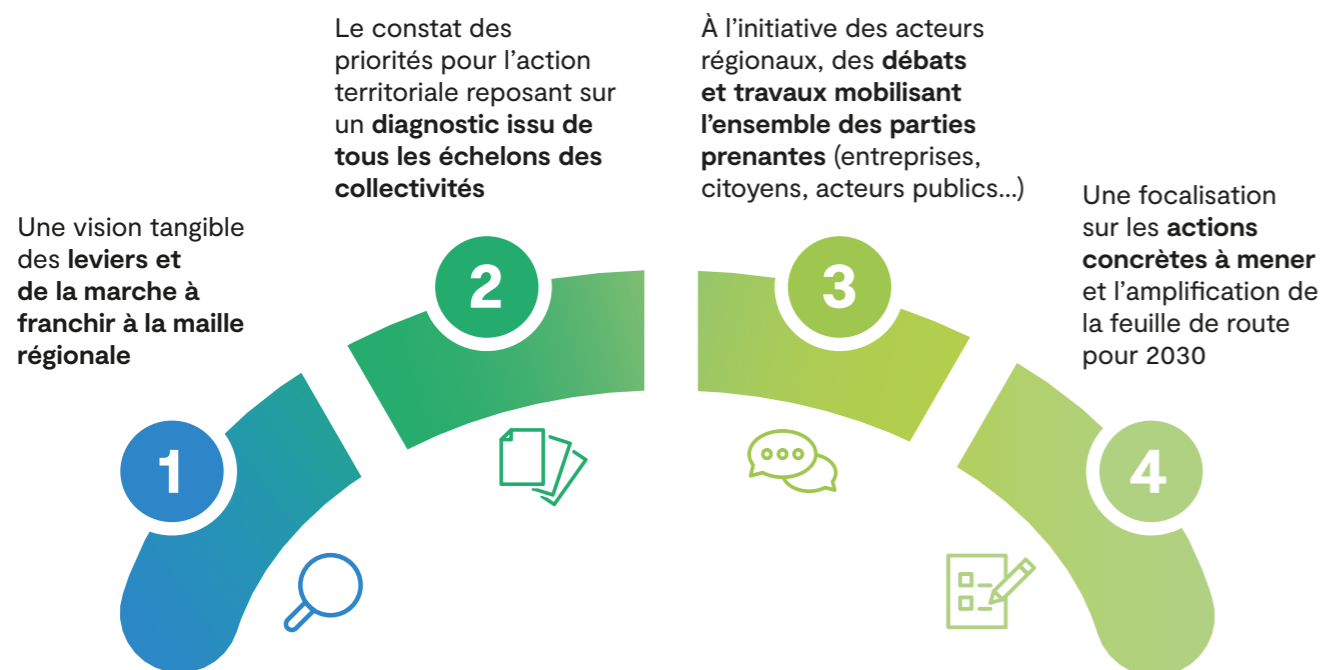 Une vision tangible
des leviers et
de la marche à
franchir à la maille
régionale
1
Le constat des
priorités pour l’action
territoriale reposant sur
un diagnostic issu de
tous les échelons des
collectivités
2
À l’initiative des acteurs
régionaux, des débats
et travaux mobilisant
l’ensemble des parties
prenantes (entreprises,
citoyens, acteurs publics...)
3
Une focalisation
sur les actions
concrètes à mener
et l’amplification de
la feuille de route
pour 2030
4